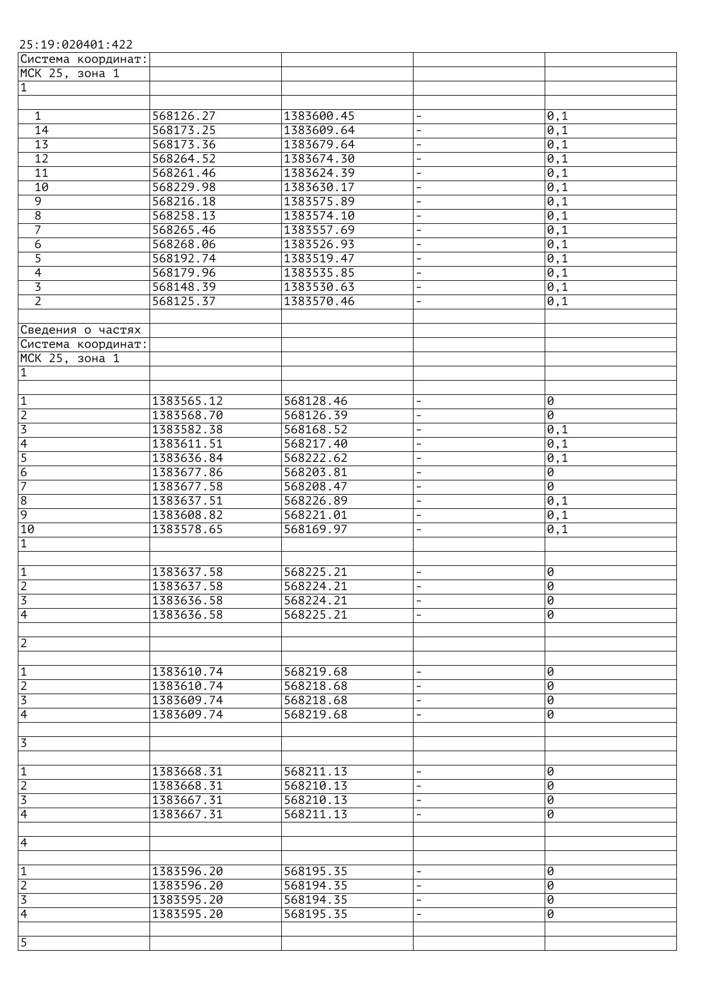 25:19:020401:422
Система координат:
МСК 25, зона 1
1
1 568126.27 1383600.45 - 0,1
14 568173.25 1383609.64 - 0,1
13 568173.36 1383679.64 - 0,1
12 568264.52 1383674.30 - 0,1
11 568261.46 1383624.39 - 0,1
10 568229.98 1383630.17 - 0,1
9 568216.18 1383575.89 - 0,1
8 568258.13 1383574.10 - 0,1
7 568265.46 1383557.69 - 0,1
6 568268.06 1383526.93 - 0,1
5 568192.74 1383519.47 - 0,1
4 568179.96 1383535.85 - 0,1
3 568148.39 1383530.63 - 0,1
2 568125.37 1383570.46 - 0,1
Сведения о частях
Система координат:
МСК 25, зона 1
1
1 1383565.12 568128.46 - 0
2 1383568.70 568126.39 - 0
3 1383582.38 568168.52 - 0,1
4 1383611.51 568217.40 - 0,1
5 1383636.84 568222.62 - 0,1
6 1383677.86 568203.81 - 0
7 1383677.58 568208.47 - 0
8 1383637.51 568226.89 - 0,1
9 1383608.82 568221.01 - 0,1
10 1383578.65 568169.97 - 0,1
1
1 1383637.58 568225.21 - 0
2 1383637.58 568224.21 - 0
3 1383636.58 568224.21 - 0
4 1383636.58 568225.21 - 0
2
1 1383610.74 568219.68 - 0
2 1383610.74 568218.68 - 0
3 1383609.74 568218.68 - 0
4 1383609.74 568219.68 - 0
3
1 1383668.31 568211.13 - 0
2 1383668.31 568210.13 - 0
3 1383667.31 568210.13 - 0
4 1383667.31 568211.13 - 0
4
1 1383596.20 568195.35 - 0
2 1383596.20 568194.35 - 0
3 1383595.20 568194.35 - 0
4 1383595.20 568195.35 - 0
5